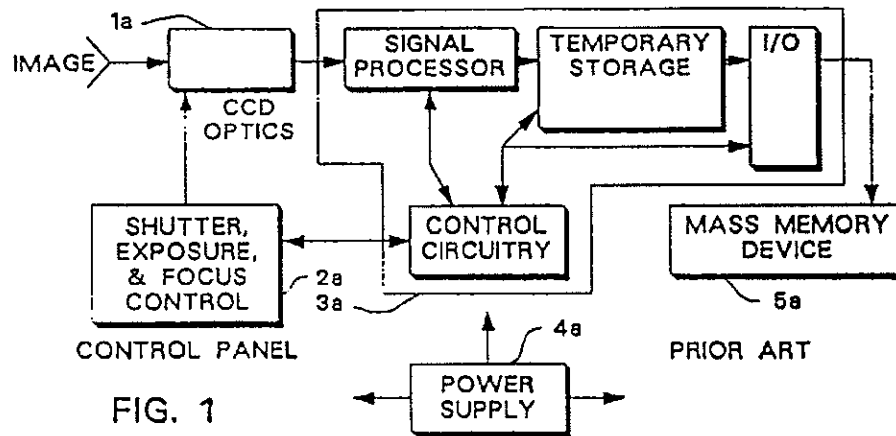 1a
IMAGE
CCD
OPTICS
SIGNAL
PROCESSOR
TEMPORARY
STORAGE
I/O
SHUTTER,
EXPOSURE,
& FOCUS
CONTROL
2a
3a
CONTROL PANEL
CONTROL
CIRCUITRY
MASS MEMORY
DEVICE
5a
4a
PRIOR ART
POWER
SUPPLY
FIG. 1